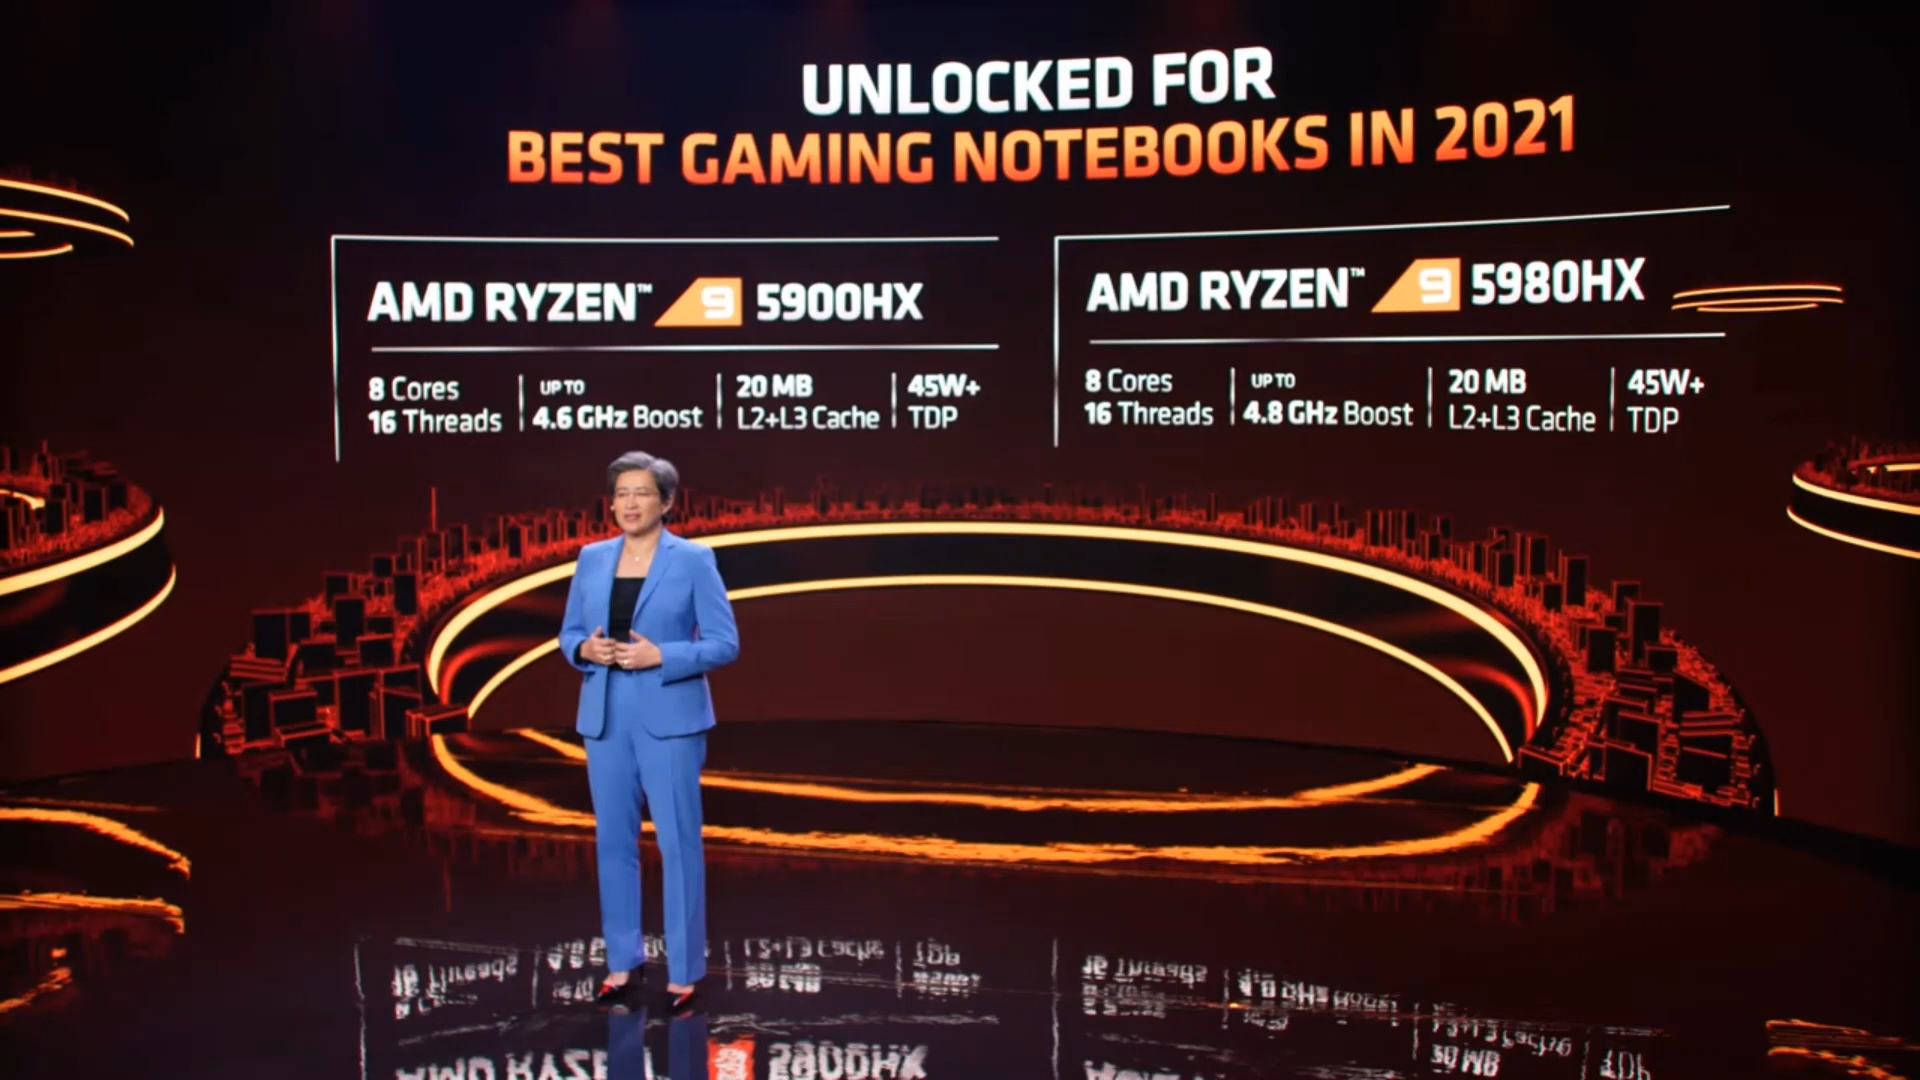 UNLOCKED FOR
BEST GAMING NOTEBOOKS IN 2021
AMD RYZEN™ 9 5900HX
8 Cores
16 Threads
UP TO
4.6 GHz Boost
20 MB
L2+L3 Cache
45W+
TDP
AMD RYZEN™ 9 5980HX
8 Cores
16 Threads
UP TO
4.8 GHz Boost
20 MB
L2+L3 Cache
45W+
TDP